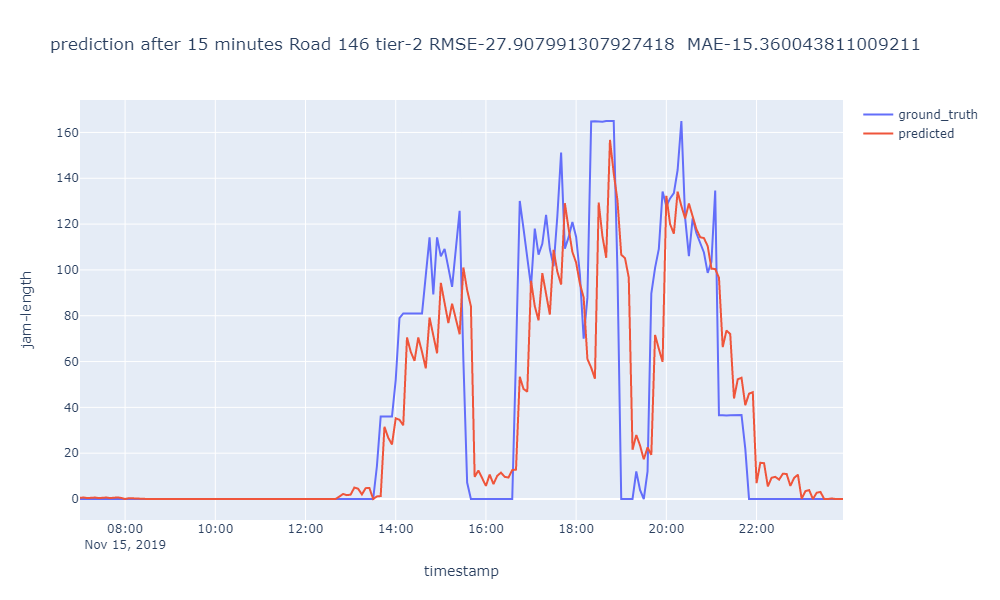 prediction after 15 minutes Road 146 tier-2 RMSE-27.907991307927418  MAE-15.360043811009211
ground_truth
predicted
160
140
120
100
80
60
40
20
0
jam-length
08:00 10:00 12:00 14:00 16:00 18:00 20:00 22:00
Nov 15, 2019
timestamp